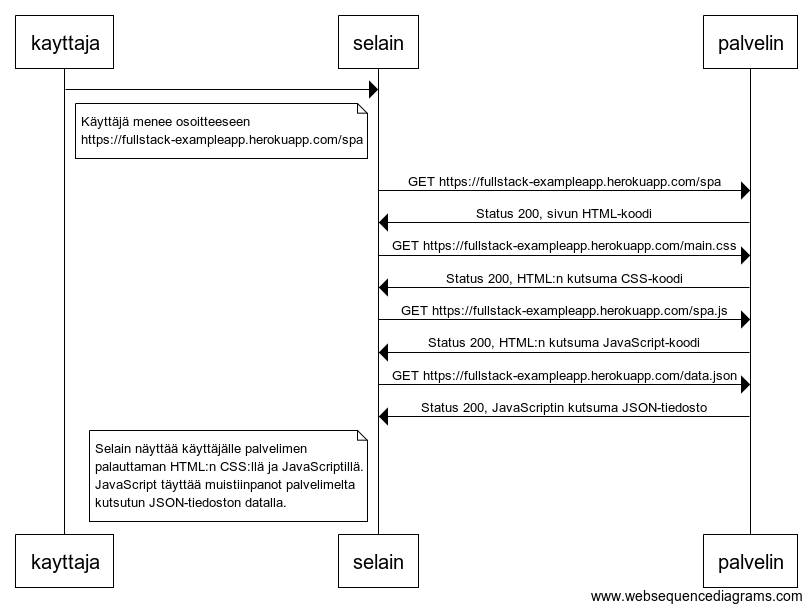 kayttaja
selain
palvelin
Käyttäjä menee osoitteeseen
https://fullstack-exampleapp.herokuapp.com/spa
GET https://fullstack-exampleapp.herokuapp.com/spa
Status 200, sivun HTML-koodi
GET https://fullstack-exampleapp.herokuapp.com/main.css
Status 200, HTML:n kutsuma CSS-koodi
GET https://fullstack-exampleapp.herokuapp.com/spa.js
Status 200, HTML:n kutsuma JavaScript-koodi
GET https://fullstack-exampleapp.herokuapp.com/data.json
Status 200, JavaScriptin kutsuma JSON-tiedosto
Selain näyttää käyttäjälle palvelimen
palauttaman HTML:n CSS:llä ja JavaScriptillä.
JavaScript täyttää muistiinpanot palvelimelta
kutsutun JSON-tiedoston datalla.
kayttaja
selain
palvelin
www.websequencediagrams.com